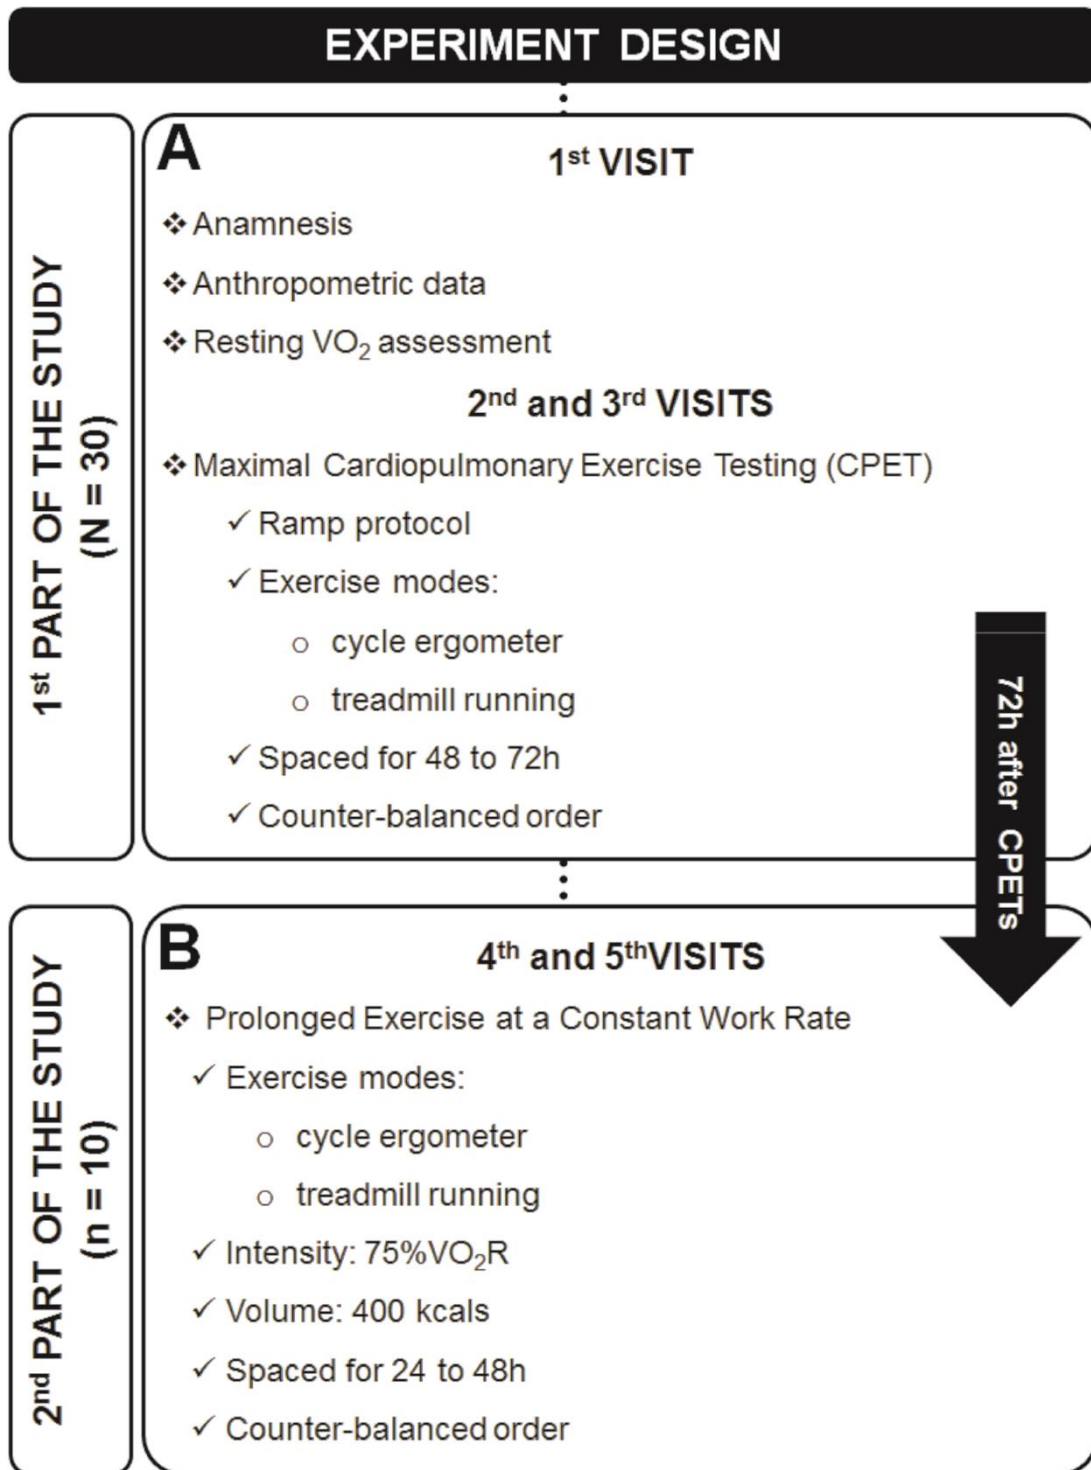 EXPERIMENT DESIGN
1st PART OF THE STUDY
(N = 30)
A
1st VISIT
❖ Anamnesis
❖ Anthropometric data
❖ Resting VO₂ assessment
2nd and 3rd VISITS
❖ Maximal Cardiopulmonary Exercise Testing (CPET)
✓ Ramp protocol
✓ Exercise modes:
o cycle ergometer
o treadmill running
✓ Spaced for 48 to 72h
✓ Counter-balanced order
72h after CPETs
2nd PART OF THE STUDY
(n = 10)
B
4th and 5thVISITS
❖ Prolonged Exercise at a Constant Work Rate
✓ Exercise modes:
o cycle ergometer
o treadmill running
✓ Intensity: 75%VO₂R
✓ Volume: 400 kcals
✓ Spaced for 24 to 48h
✓ Counter-balanced order